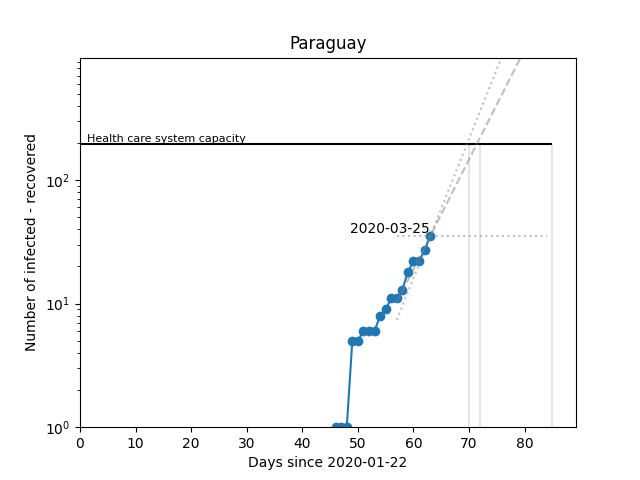 Paraguay
Number of infected - recovered
10²
10¹
10⁰
Health care system capacity
2020-03-25
0 10 20 30 40 50 60 70 80
Days since 2020-01-22